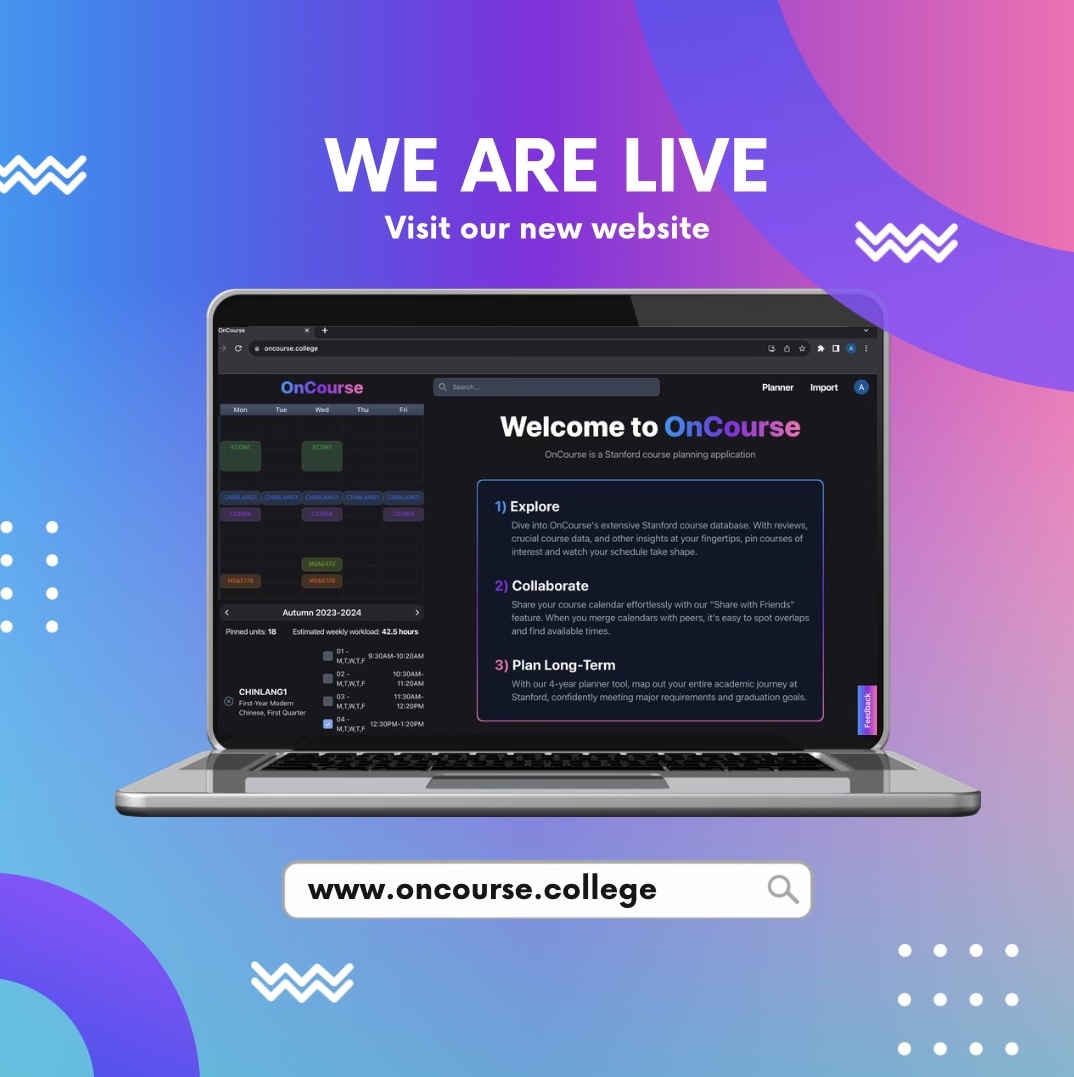 WE ARE LIVE
Visit our new website
OnCourse
oncourse.college
A
OnCourse
Search...
Planner
Import
A
Mon Tue Wed Thu Fri
ECON1 ECON1
CHINLANG1 CHINLANG1 CHINLANG1 CHINLANG1 CHINLANG1
CS106A CS106A CS106A
MS&E472
MS&E178 MS&E178
Autumn 2023-2024
Pinned units: 18 Estimated weekly workload: 42.5 hours
CHINLANG1
First-Year Modern
Chinese, First Quarter
01 -
M,T,W,T,F 9:30AM-10:20AM
02 -
M,T,W,T,F 10:30AM-
11:20AM
03 -
M,T,W,T,F 11:30AM-
12:20PM
04 -
M,T,W,T,F 12:30PM-1:20PM
Welcome to OnCourse
OnCourse is a Stanford course planning application
1) Explore
Dive into OnCourse's extensive Stanford course database. With reviews,
crucial course data, and other insights at your fingertips, pin courses of
interest and watch your schedule take shape.
2) Collaborate
Share your course calendar effortlessly with our "Share with Friends"
feature. When you merge calendars with peers, it's easy to spot overlaps
and find available times.
3) Plan Long-Term
With our 4-year planner tool, map out your entire academic journey at
Stanford, confidently meeting major requirements and graduation goals.
Feedback
www.oncourse.college